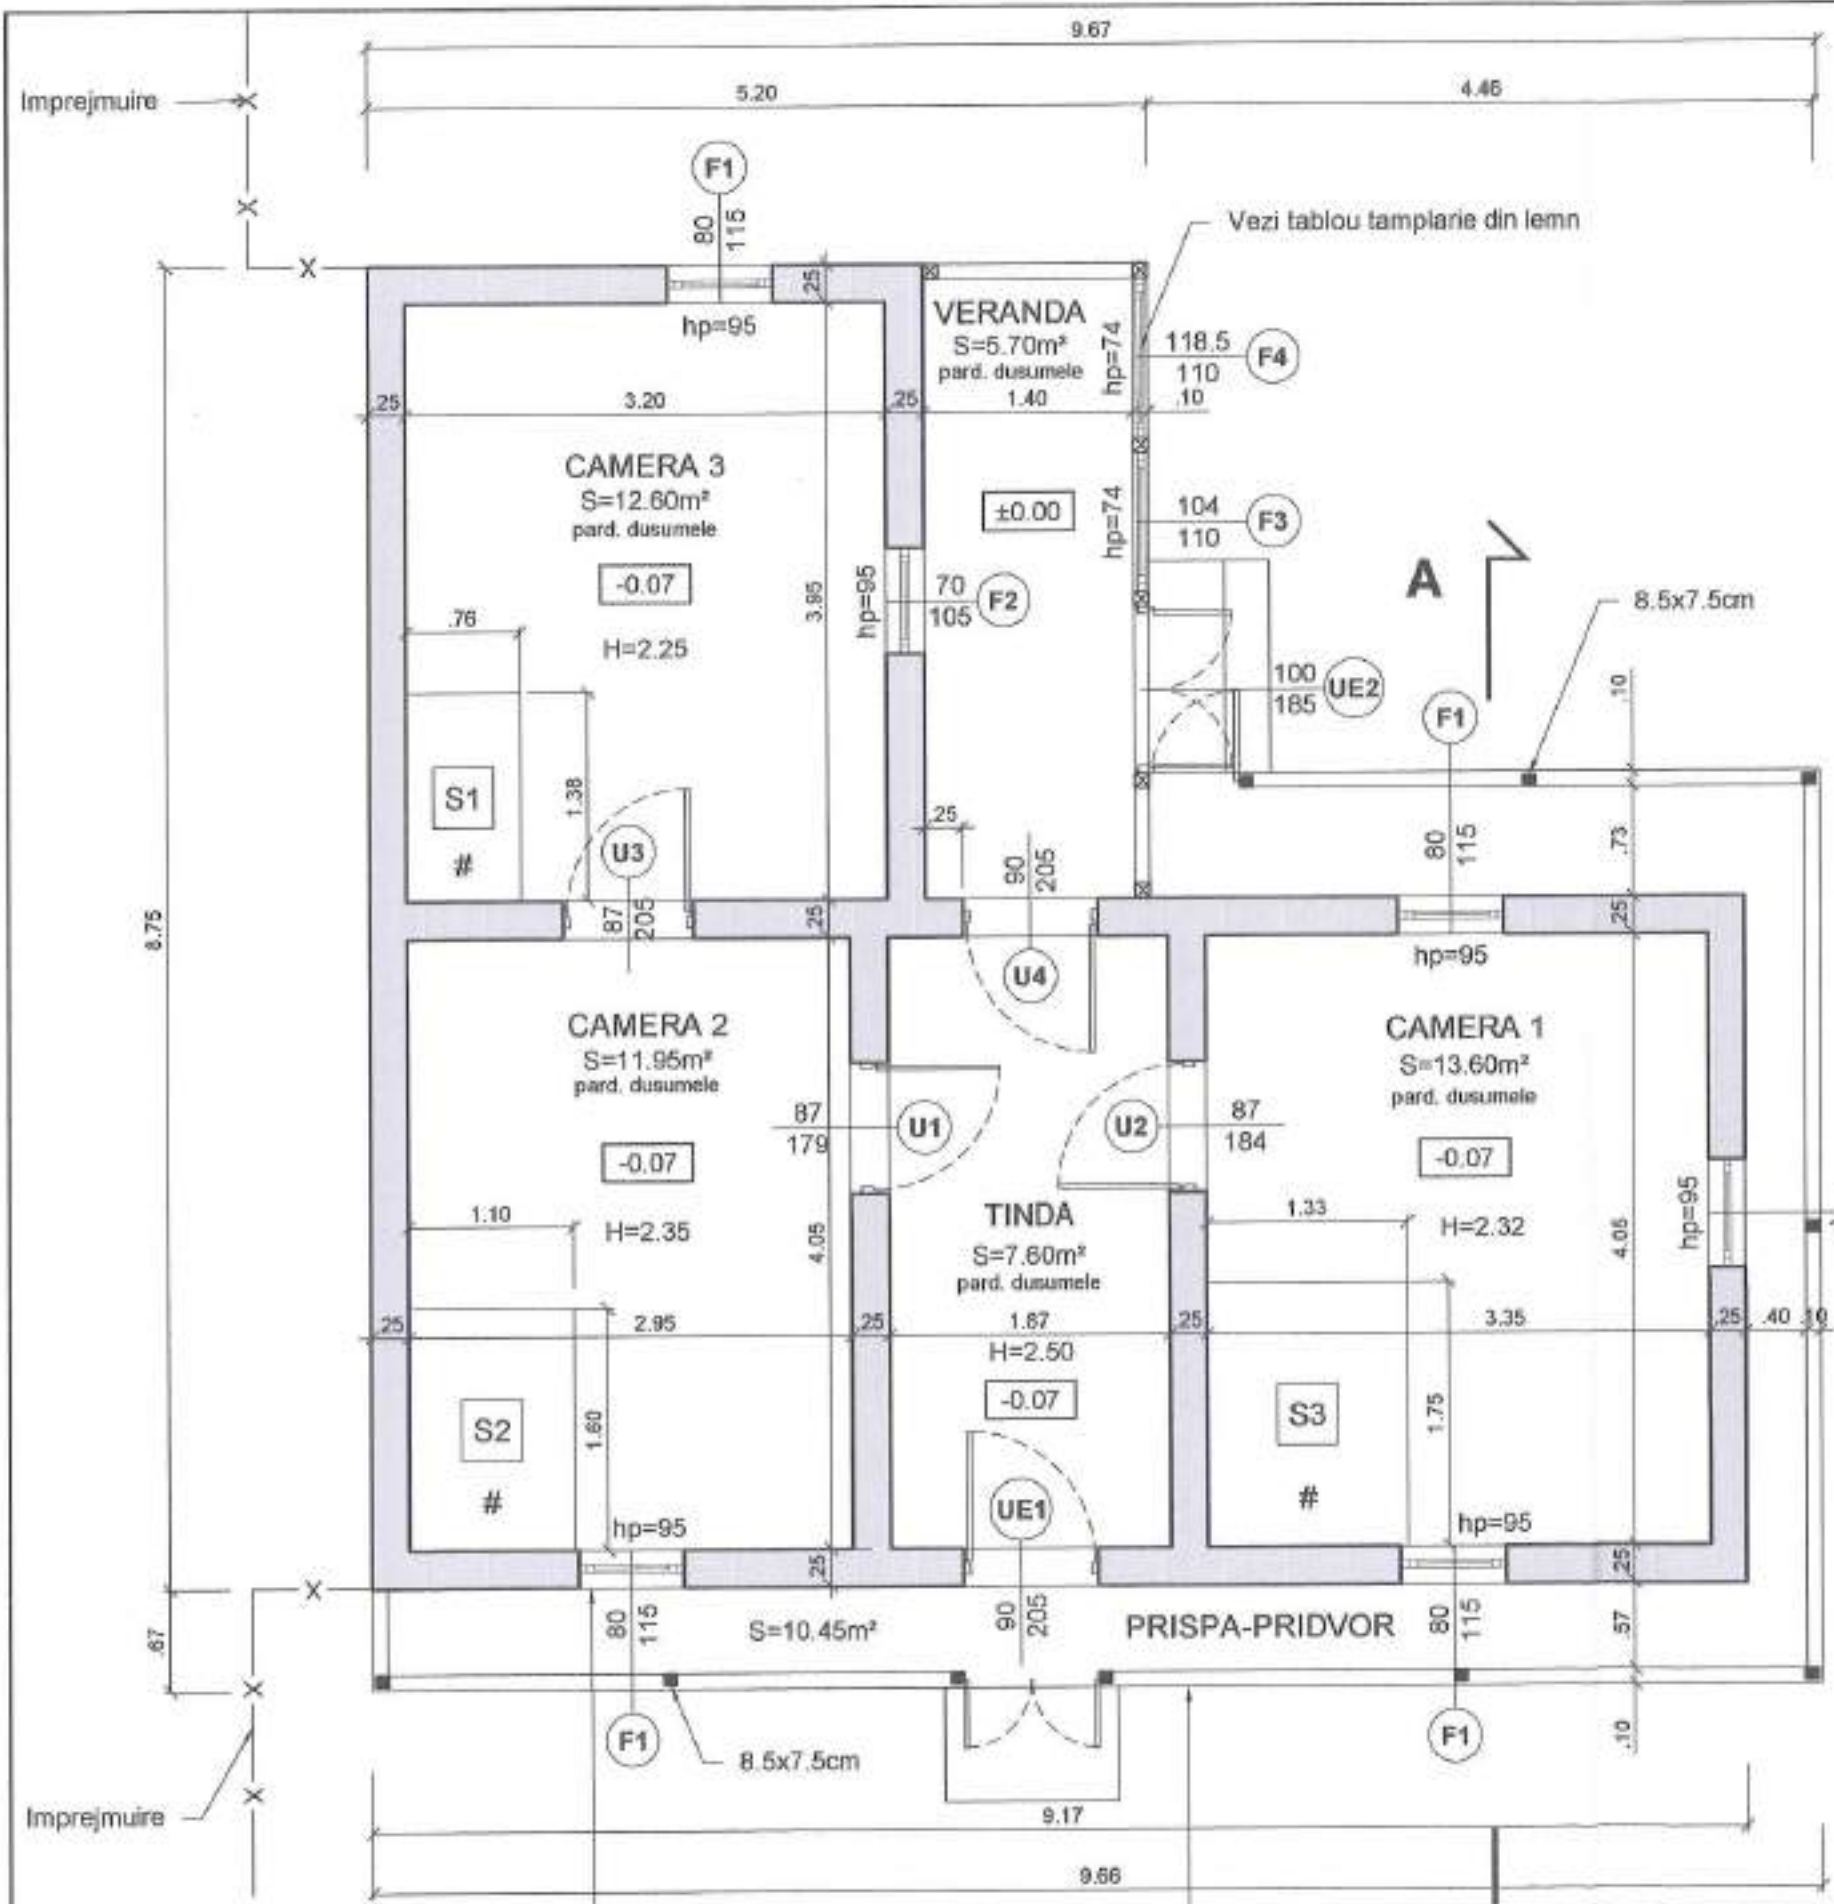 9.67
5.20
4.46
Imprejmuire
F1
80
115
Vezi tablou tamplarie din lemn
.25
hp=95
VERANDA
S=5.70m²
pard. dusumele
hp=74
118.5
110
F4
.25
3.20
.25
1.40
.10
CAMERA 3
S=12.60m²
pard. dusumele
-0.07
H=2.25
±0.00
hp=74
104
110
F3
A
8.5x7.5cm
3.95
hp=95
70
105
F2
.76
100
185
UE2
F1
.10
S1
#
1.38
U3
87
205
.25
.25
90
205
80
115
.73
.25
8.75
U4
hp=95
CAMERA 2
S=11.95m²
pard. dusumele
-0.07
H=2.35
CAMERA 1
S=13.60m²
pard. dusumele
-0.07
H=2.32
87
179
U1
U2
87
184
hp=95
1.10
TINDA
S=7.60m²
pard. dusumele
1.33
4.05
4.05
.25
2.95
.25
1.87
.25
3.35
.25
.40
.10
H=2.50
-0.07
S2
#
1.60
S3
#
1.75
UE1
hp=95
hp=95
.25
.25
.67
80
115
S=10.45m²
90
205
PRISPA-PRIDVOR
80
115
.57
F1
8.5x7.5cm
F1
.10
Imprejmuire
9.17
9.66